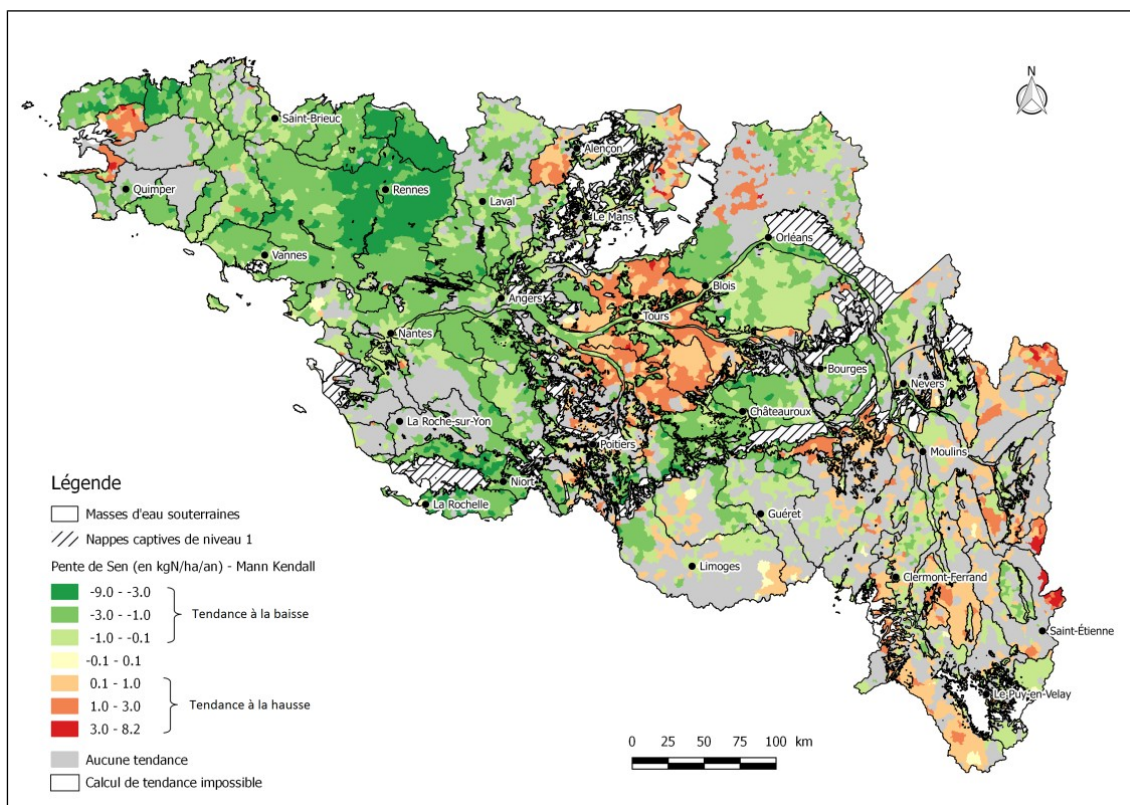 N
Saint-Brieuc
Alençon
Quimper
Rennes
Laval
Le Mans
Orléans
Vannes
Angers
Blois
Tours
Nantes
Bourges
Nevers
Châteauroux
La Roche-sur-Yon
Poitiers
Moulins
Niort
La Rochelle
Guéret
Limoges
Clermont-Ferrand
Saint-Étienne
Le Puy-en-Velay
Légende
Masses d'eau souterraines
Nappes captives de niveau 1
Pente de Sen (en kgN/ha/an) - Mann Kendall
-9.0 - -3.0
-3.0 - -1.0 Tendance à la baisse
-1.0 - -0.1
-0.1 - 0.1
0.1 - 1.0
1.0 - 3.0 Tendance à la hausse
3.0 - 8.2
Aucune tendance
Calcul de tendance impossible
0 25 50 75 100 km